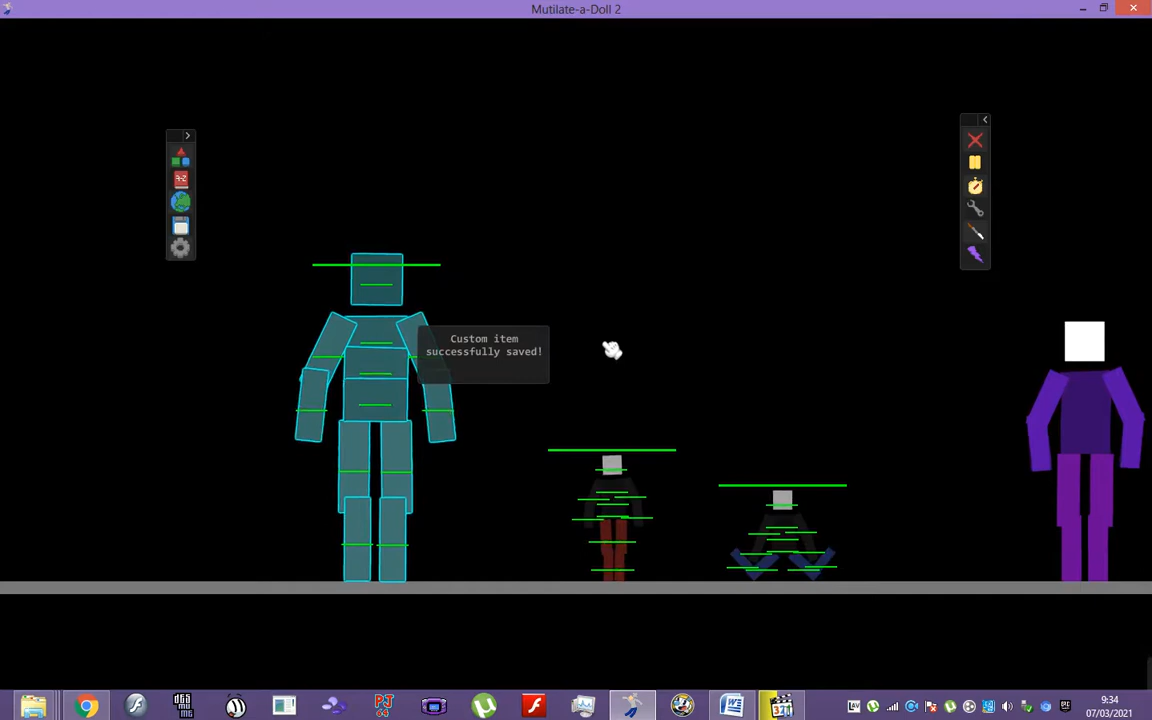 Mutilate-a-Doll 2
Custom item
successfully saved!
9:34
07/03/2021